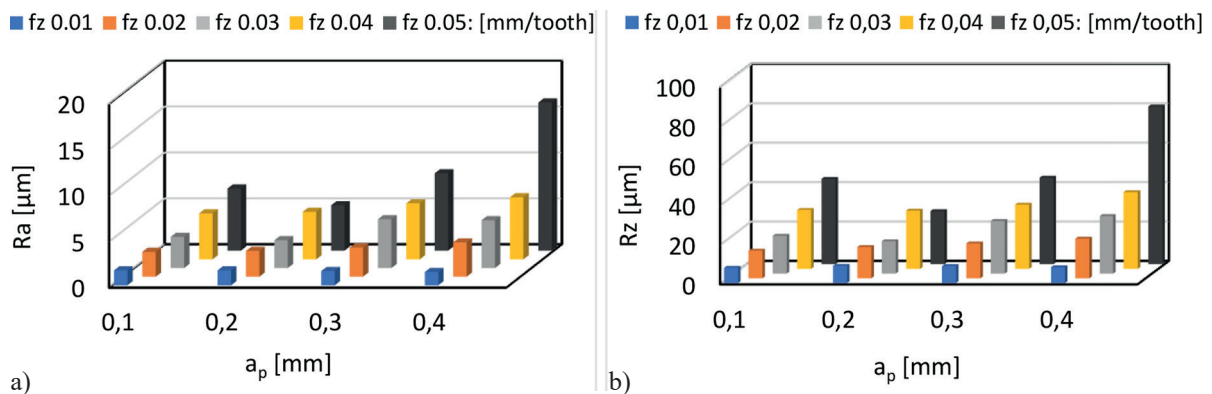 fz 0.01 fz 0.02 fz 0.03 fz 0.04 fz 0.05: [mm/tooth]
20
15
10
5
0
Ra [µm]
0,1 0,2 0,3 0,4
ap [mm]
a)
fz 0,01 fz 0,02 fz 0,03 fz 0,04 fz 0,05: [mm/tooth]
100
80
60
40
20
0
Rz [µm]
0,1 0,2 0,3 0,4
ap [mm]
b)